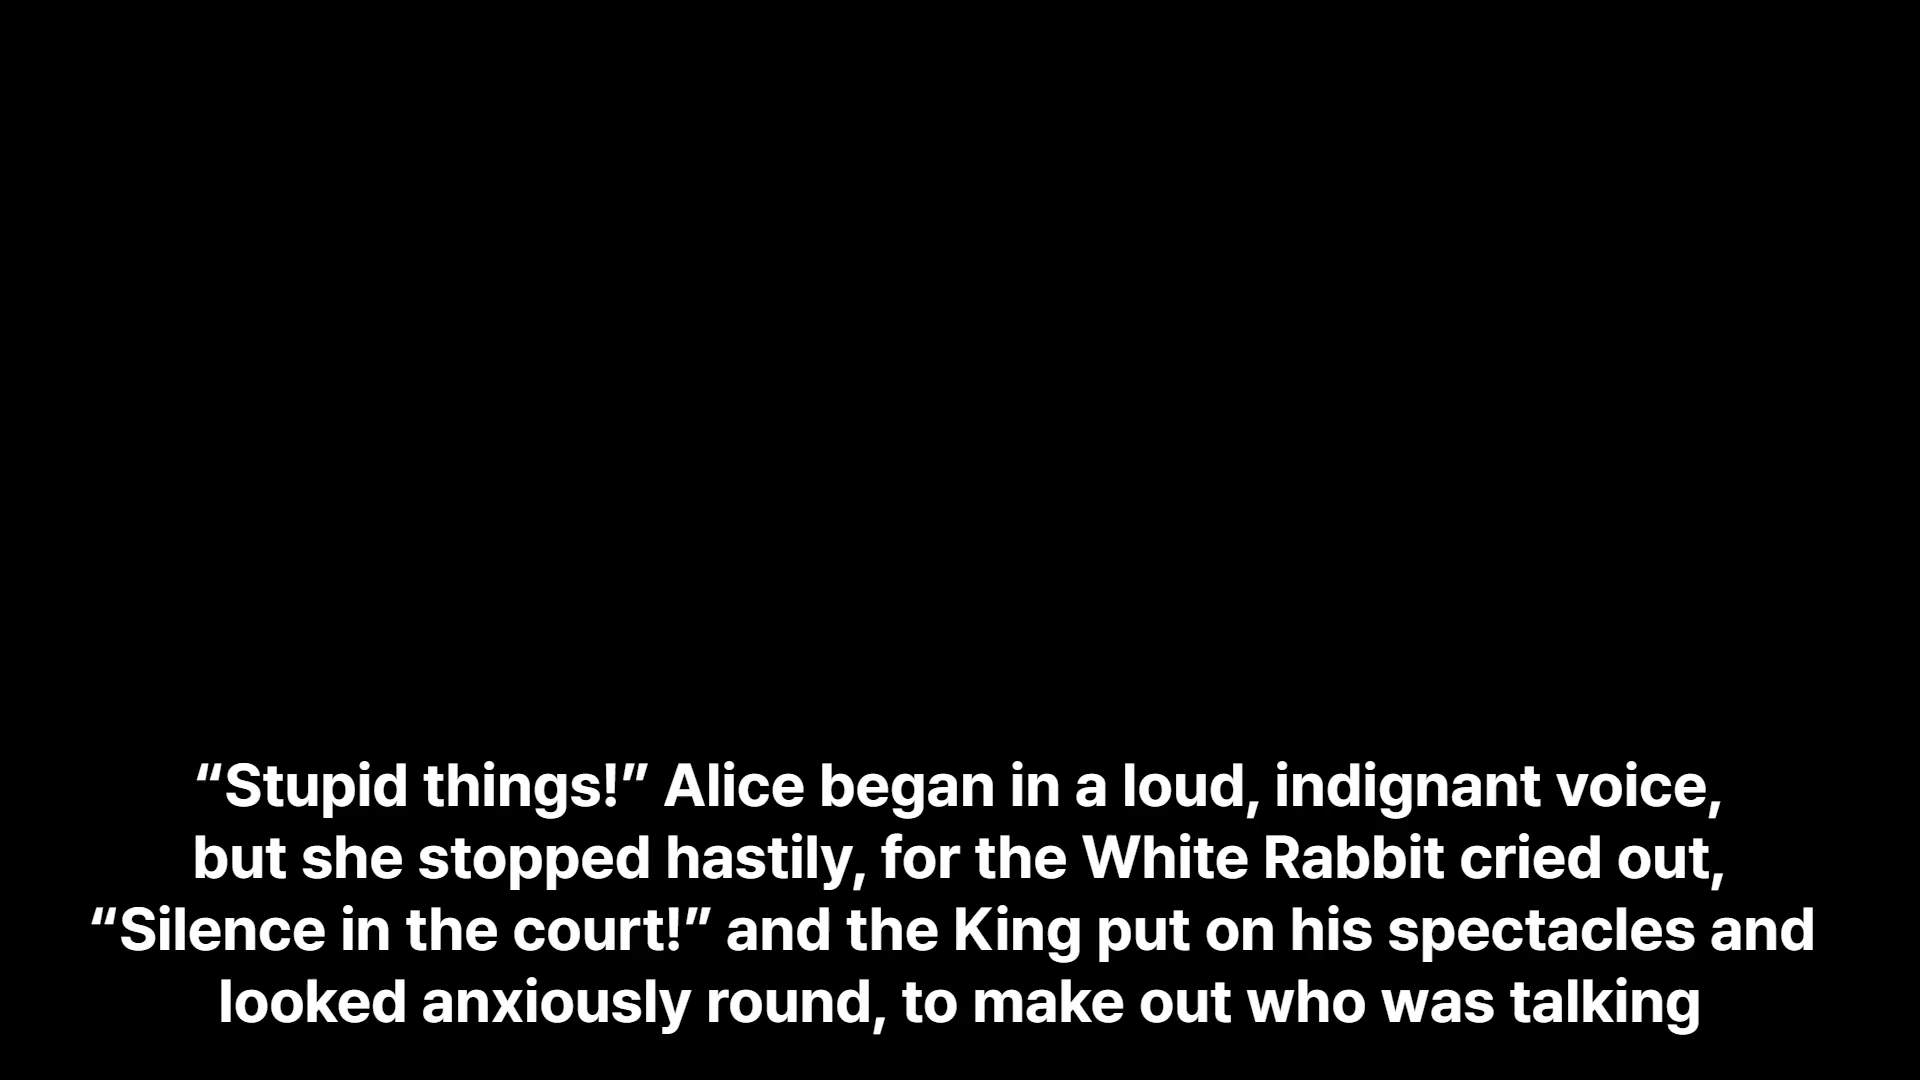 “Stupid things!” Alice began in a loud, indignant voice,
but she stopped hastily, for the White Rabbit cried out,
“Silence in the court!” and the King put on his spectacles and
looked anxiously round, to make out who was talking